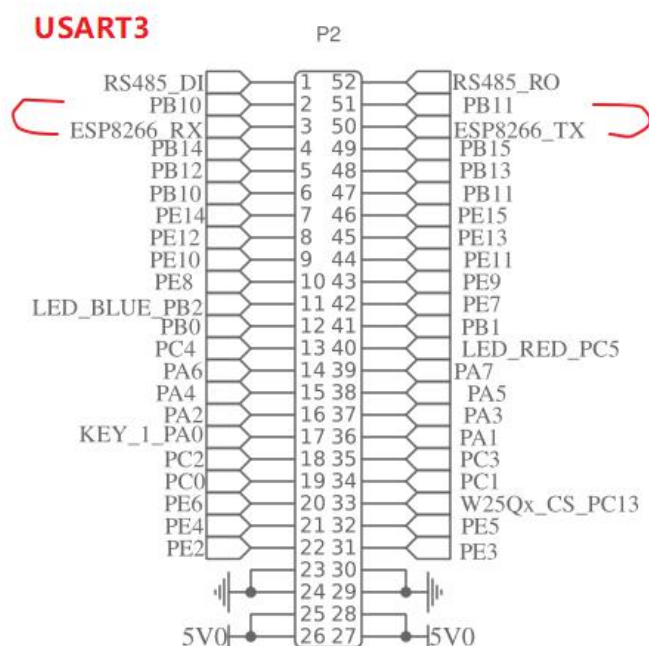 USART3
P2
RS485_DI 1 52 RS485_RO
PB10 2 51 PB11
ESP8266_RX 3 50 ESP8266_TX
PB14 4 49 PB15
PB12 5 48 PB13
PB10 6 47 PB11
PE14 7 46 PE15
PE12 8 45 PE13
PE10 9 44 PE11
PE8 10 43 PE9
LED_BLUE_PB2 11 42 PE7
PB0 12 41 PB1
PC4 13 40 LED_RED_PC5
PA6 14 39 PA7
PA4 15 38 PA5
PA2 16 37 PA3
KEY_1_PA0 17 36 PA1
PC2 18 35 PC3
PC0 19 34 PC1
PE6 20 33 W25Qx_CS_PC13
PE4 21 32 PE5
PE2 22 31 PE3
23 30
24 29
25 28
5V0 26 27 5V0